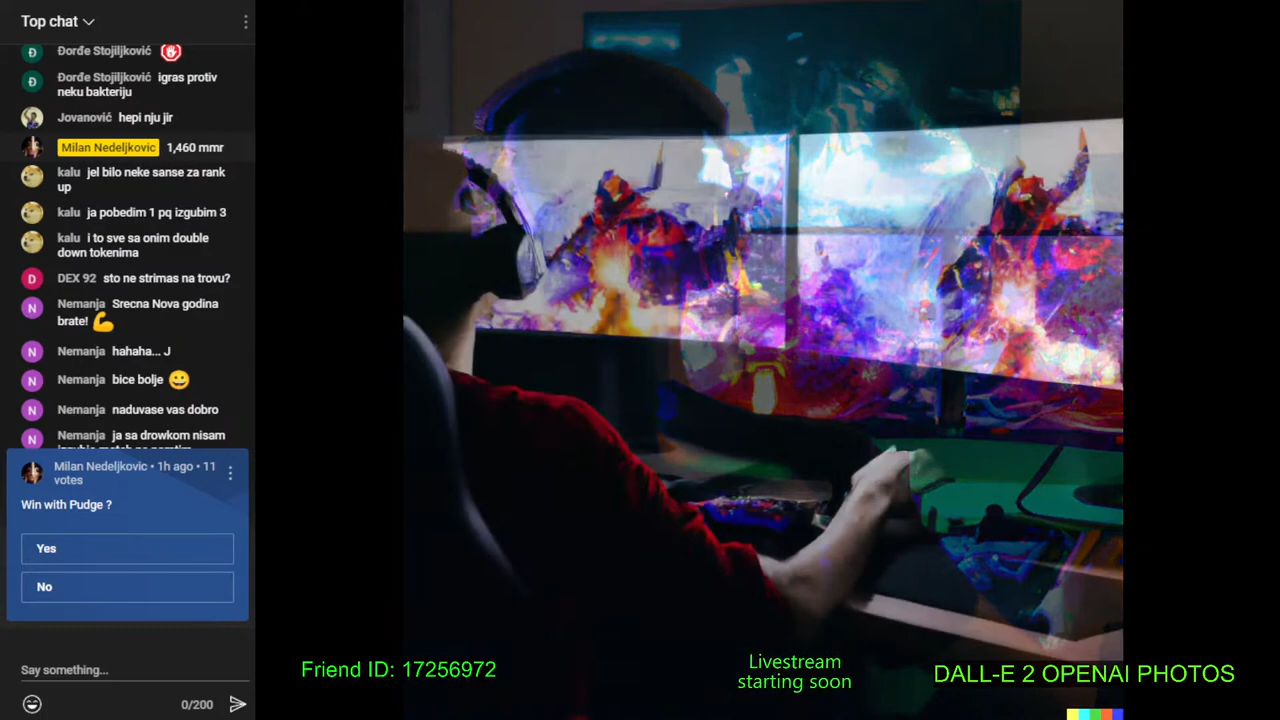 Top chat
Đorđe Stojiljković
Đorđe Stojiljković igras protiv
neku bakteriju
Jovanović hepi nju jir
Milan Nedeljkovic 1,460 mmr
kalu jel bilo neke sanse za rank
up
kalu ja pobedim 1 pq izgubim 3
kalu i to sve sa onim double
down tokenima
DEX 92 sto ne strimas na trovu?
Nemanja Srecna Nova godina
brate!
Nemanja hahaha... J
Nemanja bice bolje
Nemanja naduvase vas dobro
Nemanja ja sa drowkom nisam
Milan Nedeljkovic • 1h ago • 11
votes
Win with Pudge ?
Yes
No
Say something...
0/200
Friend ID: 17256972
Livestream
starting soon
DALL-E 2 OPENAI PHOTOS